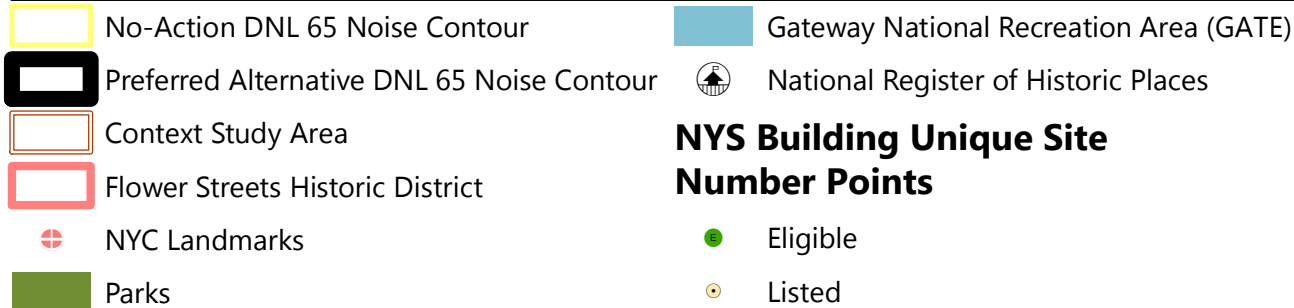 No-Action DNL 65 Noise Contour
Preferred Alternative DNL 65 Noise Contour
Context Study Area
Flower Streets Historic District
NYC Landmarks
Parks
Gateway National Recreation Area (GATE)
National Register of Historic Places
NYS Building Unique Site
Number Points
E Eligible
Listed